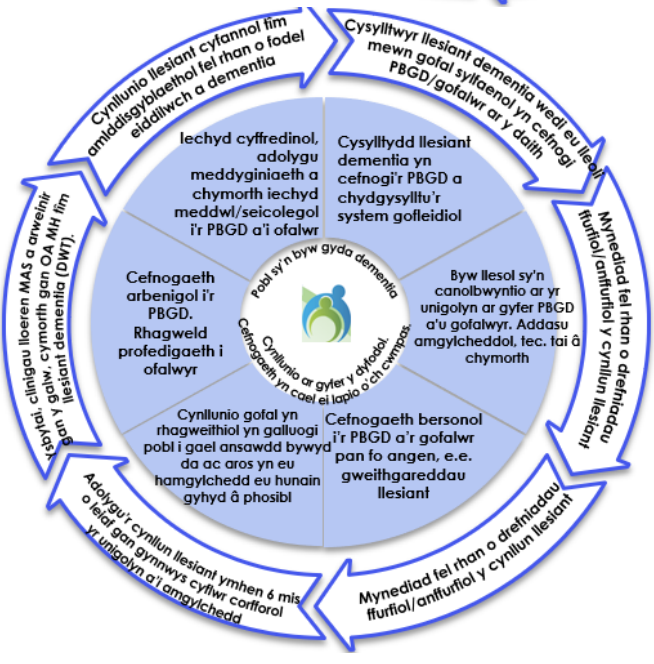 Cynllunio llesiant cyfannol tîm
amlddisgyblaethol fel rhan o fodel
eiddilwch a dementia
Cysylltwyr llesiant dementia wedi eu lleoli
mewn gofal sylfaenol yn cefnogi
PBGD/gofalwr ar y daith
Mynediad fel rhan o drefniadau
ffurfiol/anffurfiol y cynllun llesiant
Mynediad fel rhan o drefniadau
ffurfiol/anffurfiol y cynllun llesiant
Adolygu'r cynllun llesiant ymhen 6 mis
o leiaf gan gynnwys cyflwr corfforol
yr unigolyn a'i amgylchedd
Ysbytai, clinigau lloeren MAS a arweinir
gan y galw, cymorth gan OA MH tîm
llesiant dementia (DWT).
Iechyd cyffredinol,
adolygu
meddyginiaeth a
chymorth iechyd
meddwl/seicolegol
i'r PBGD a'i ofalwr
Cysylltydd llesiant
dementia yn
cefnogi'r PBGD a
chydgysylltu'r
system gofleidiol
Byw llesol sy'n
canolbwyntio ar yr
unigolyn ar gyfer PBGD
a'u gofalwyr. Addasu
amgylcheddol, tec. tai â
chymorth
Cefnogaeth bersonol
i'r PBGD a'r gofalwr
pan fo angen, e.e.
gweithgareddau
llesiant
Cynllunio gofal yn
rhagweithiol yn galluogi
pobl i gael ansawdd bywyd
da ac aros yn eu
hamgylchedd eu hunain
gyhyd â phosibl
Cefnogaeth
arbenigol i'r
PBGD.
Rhagweld
profedigaeth i
ofalwyr
Pobl sy'n byw gyda dementia
Cynllunio ar gyfer y dyfodol.
Cefnogaeth yn cael ei lapio o'ch cwmpas.